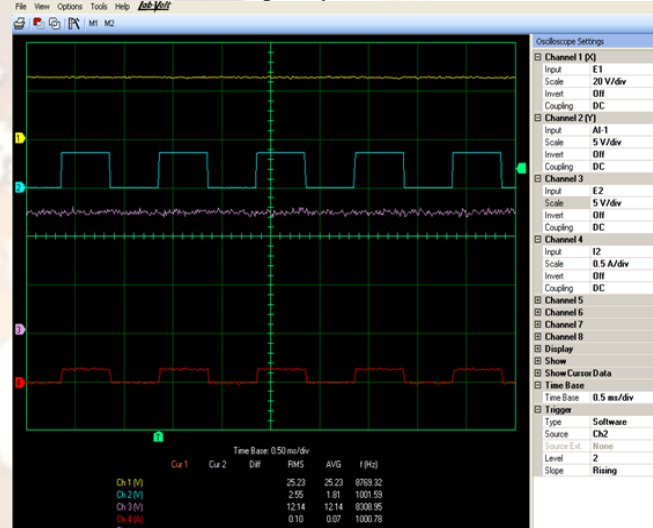 File View Options Tools Help Lab-Volt
M1 M2
Oscilloscope Settings
Channel 1 (X)
Input E1
Scale 20 V/div
Invert Off
Coupling DC
Channel 2 (Y)
Input AI-1
Scale 5 V/div
Invert Off
Coupling DC
Channel 3
Input E2
Scale 5 V/div
Invert Off
Coupling DC
Channel 4
Input I2
Scale 0.5 A/div
Invert Off
Coupling DC
Channel 5
Channel 6
Channel 7
Channel 8
Display
Show
Show Cursor Data
Time Base
Time Base 0.5 ms/div
Trigger
Type Software
Source Ch2
Source Ext. None
Level 2
Slope Rising
1
2
3
4
T
Time Base: 0.50 ms/div
Cur 1 Cur 2 Diff RMS AVG f (Hz)
Ch 1 (V) 25.23 25.23 8769.32
Ch 2 (V) 2.55 1.81 1001.59
Ch 3 (V) 12.14 12.14 8308.95
Ch 4 (A) 0.10 0.07 1000.78